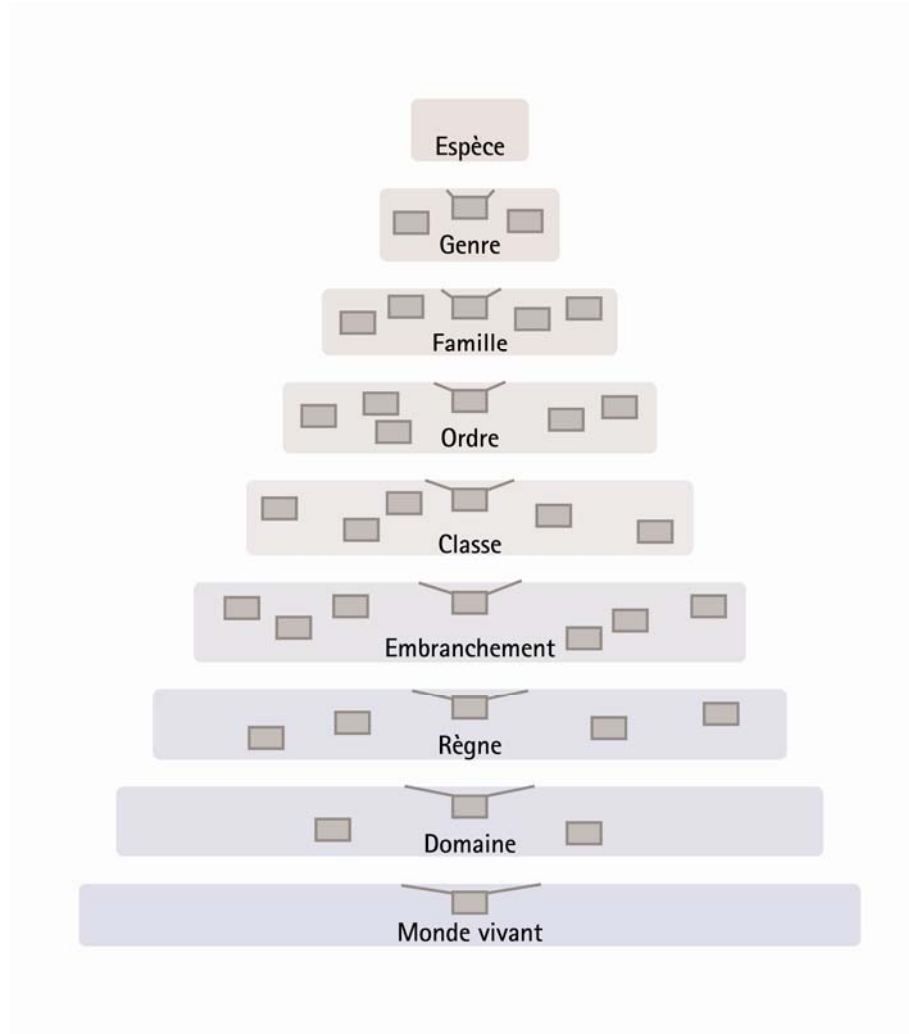 Espèce
Genre
Famille
Ordre
Classe
Embranchement
Règne
Domaine
Monde vivant